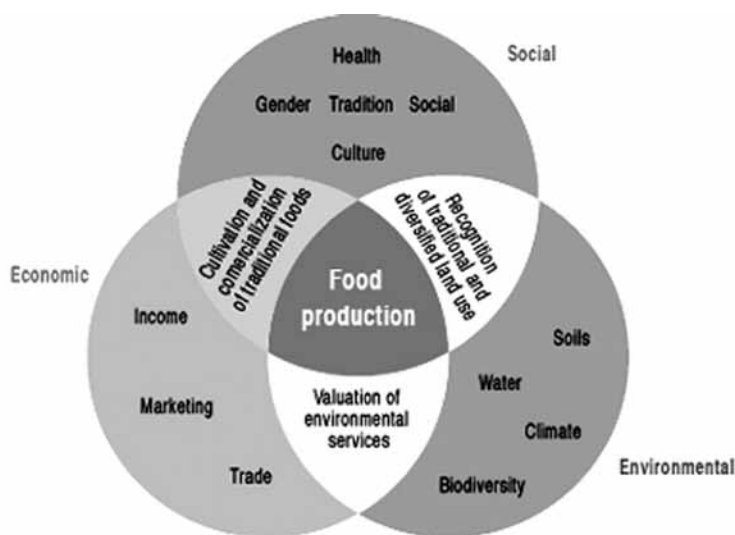 Social
Health
Gender Tradition Social
Culture
Cultivation and
comercialization
of traditional foods
Recognition
of traditional and
diversified land use
Economic
Food
production
Income
Marketing
Trade
Valuation of
environmental
services
Soils
Water
Climate
Biodiversity
Environmental